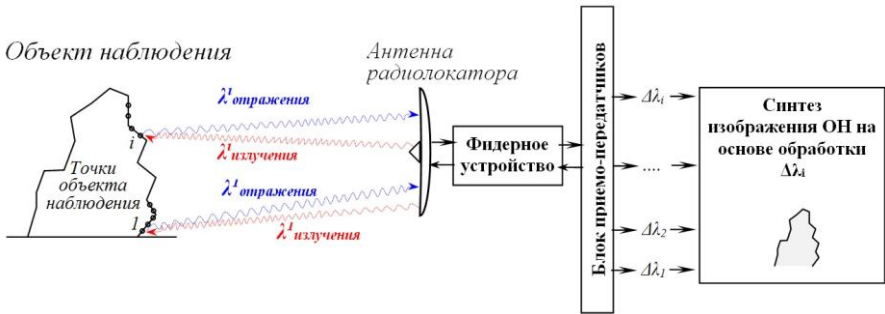 Объект наблюдения
Антенна
радиолокатора
λ¹отражения
λ¹излучения
λ¹отражения
λ¹излучения
i
Точки
объекта
наблюдения
1
Фидерное
устройство
Блок приемо-передатчиков
Δλi
....
Δλ2
Δλ1
Синтез
изображения ОН на
основе обработки
Δλi